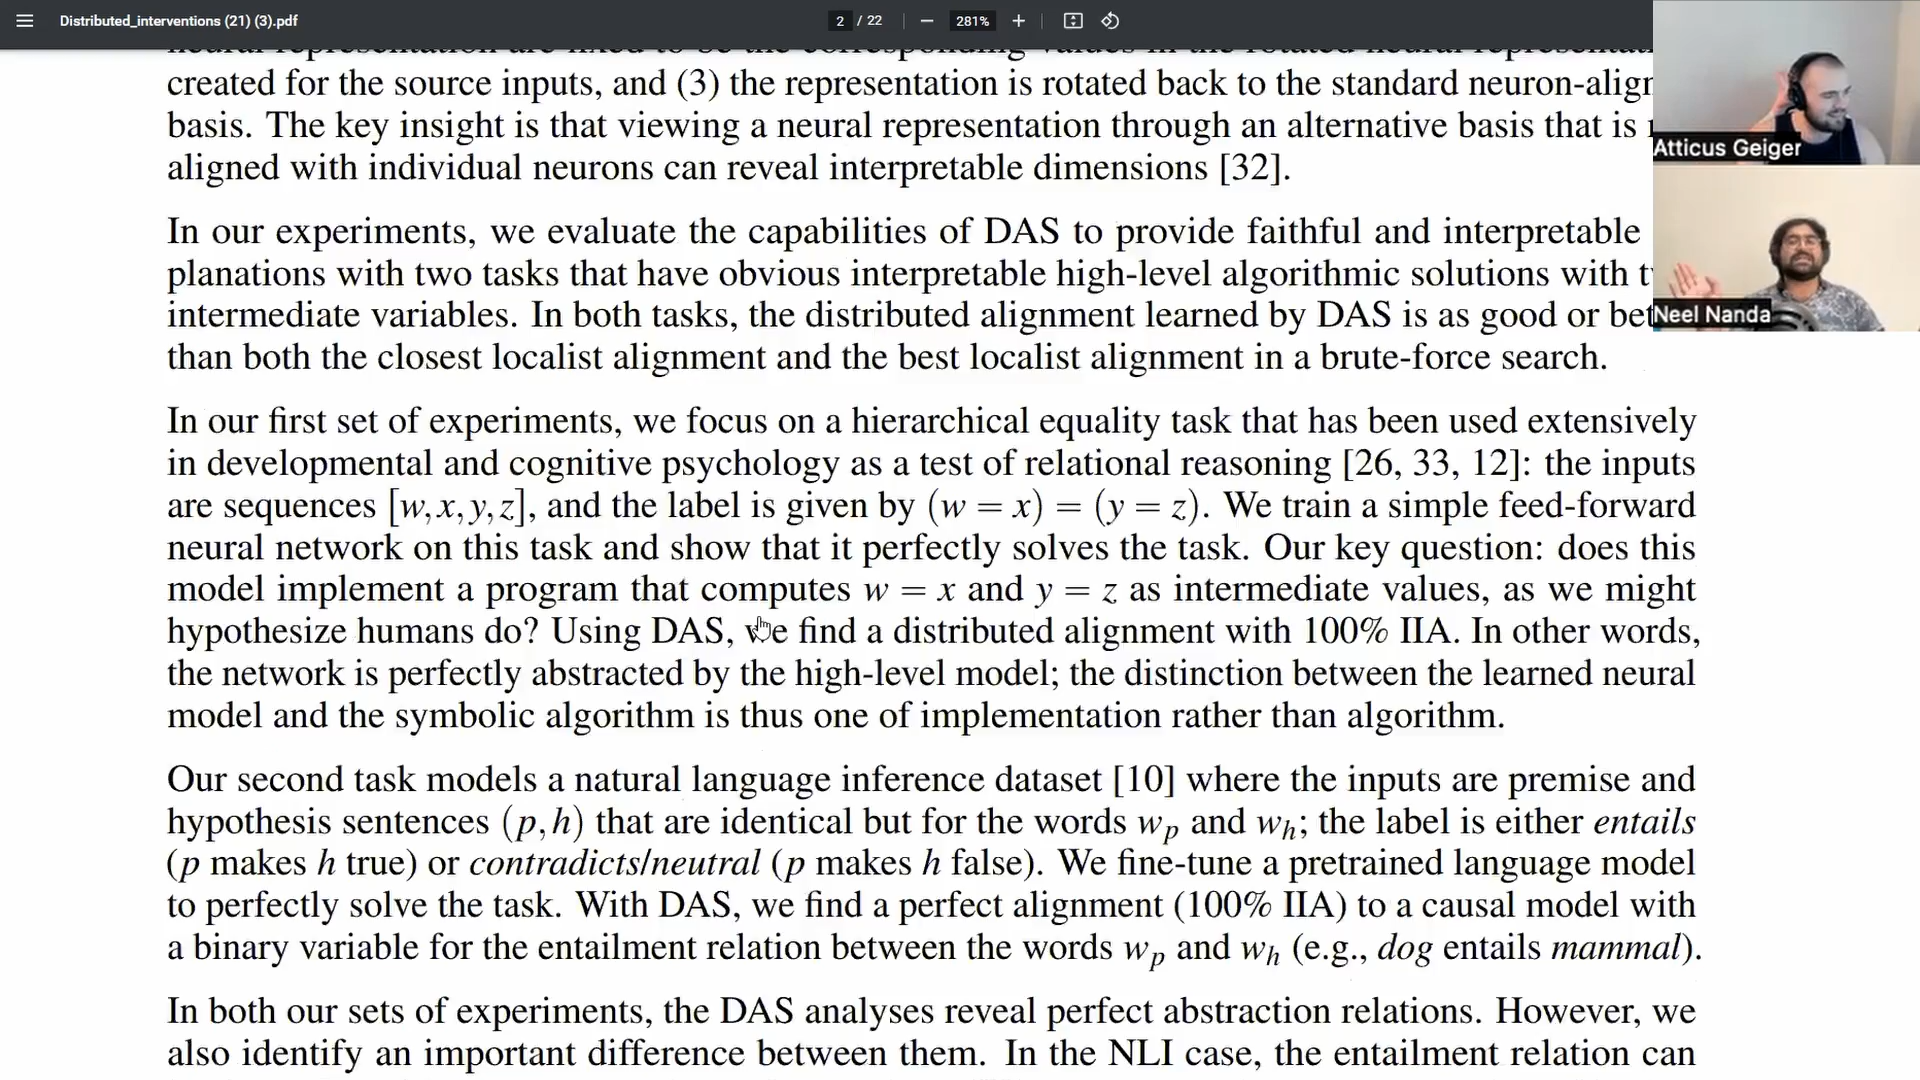 Distributed_interventions (21) (3).pdf
2 / 22
281%
neural representation are fixed to be the corresponding values in the rotated neural
created for the source inputs, and (3) the representation is rotated back to the standard
basis. The key insight is that viewing a neural representation through an alternative basis that is
aligned with individual neurons can reveal interpretable dimensions [32].
In our experiments, we evaluate the capabilities of DAS to provide faithful and interpretable
planations with two tasks that have obvious interpretable high-level algorithmic solutions with
intermediate variables. In both tasks, the distributed alignment learned by DAS is as good or
than both the closest localist alignment and the best localist alignment in a brute-force search.
In our first set of experiments, we focus on a hierarchical equality task that has been used extensively
in developmental and cognitive psychology as a test of relational reasoning [26, 33, 12]: the inputs
are sequences [w, x, y, z], and the label is given by (w = x) = (y = z). We train a simple feed-forward
neural network on this task and show that it perfectly solves the task. Our key question: does this
model implement a program that computes w = x and y = z as intermediate values, as we might
hypothesize humans do? Using DAS, we find a distributed alignment with 100% IIA. In other words,
the network is perfectly abstracted by the high-level model; the distinction between the learned neural
model and the symbolic algorithm is thus one of implementation rather than algorithm.
Our second task models a natural language inference dataset [10] where the inputs are premise and
hypothesis sentences (p, h) that are identical but for the words wp and wh; the label is either entails
(p makes h true) or contradicts/neutral (p makes h false). We fine-tune a pretrained language model
to perfectly solve the task. With DAS, we find a perfect alignment (100% IIA) to a causal model with
a binary variable for the entailment relation between the words wp and wh (e.g., dog entails mammal).
In both our sets of experiments, the DAS analyses reveal perfect abstraction relations. However, we
also identify an important difference between them. In the NLI case, the entailment relation can
Atticus Geiger
Neel Nanda